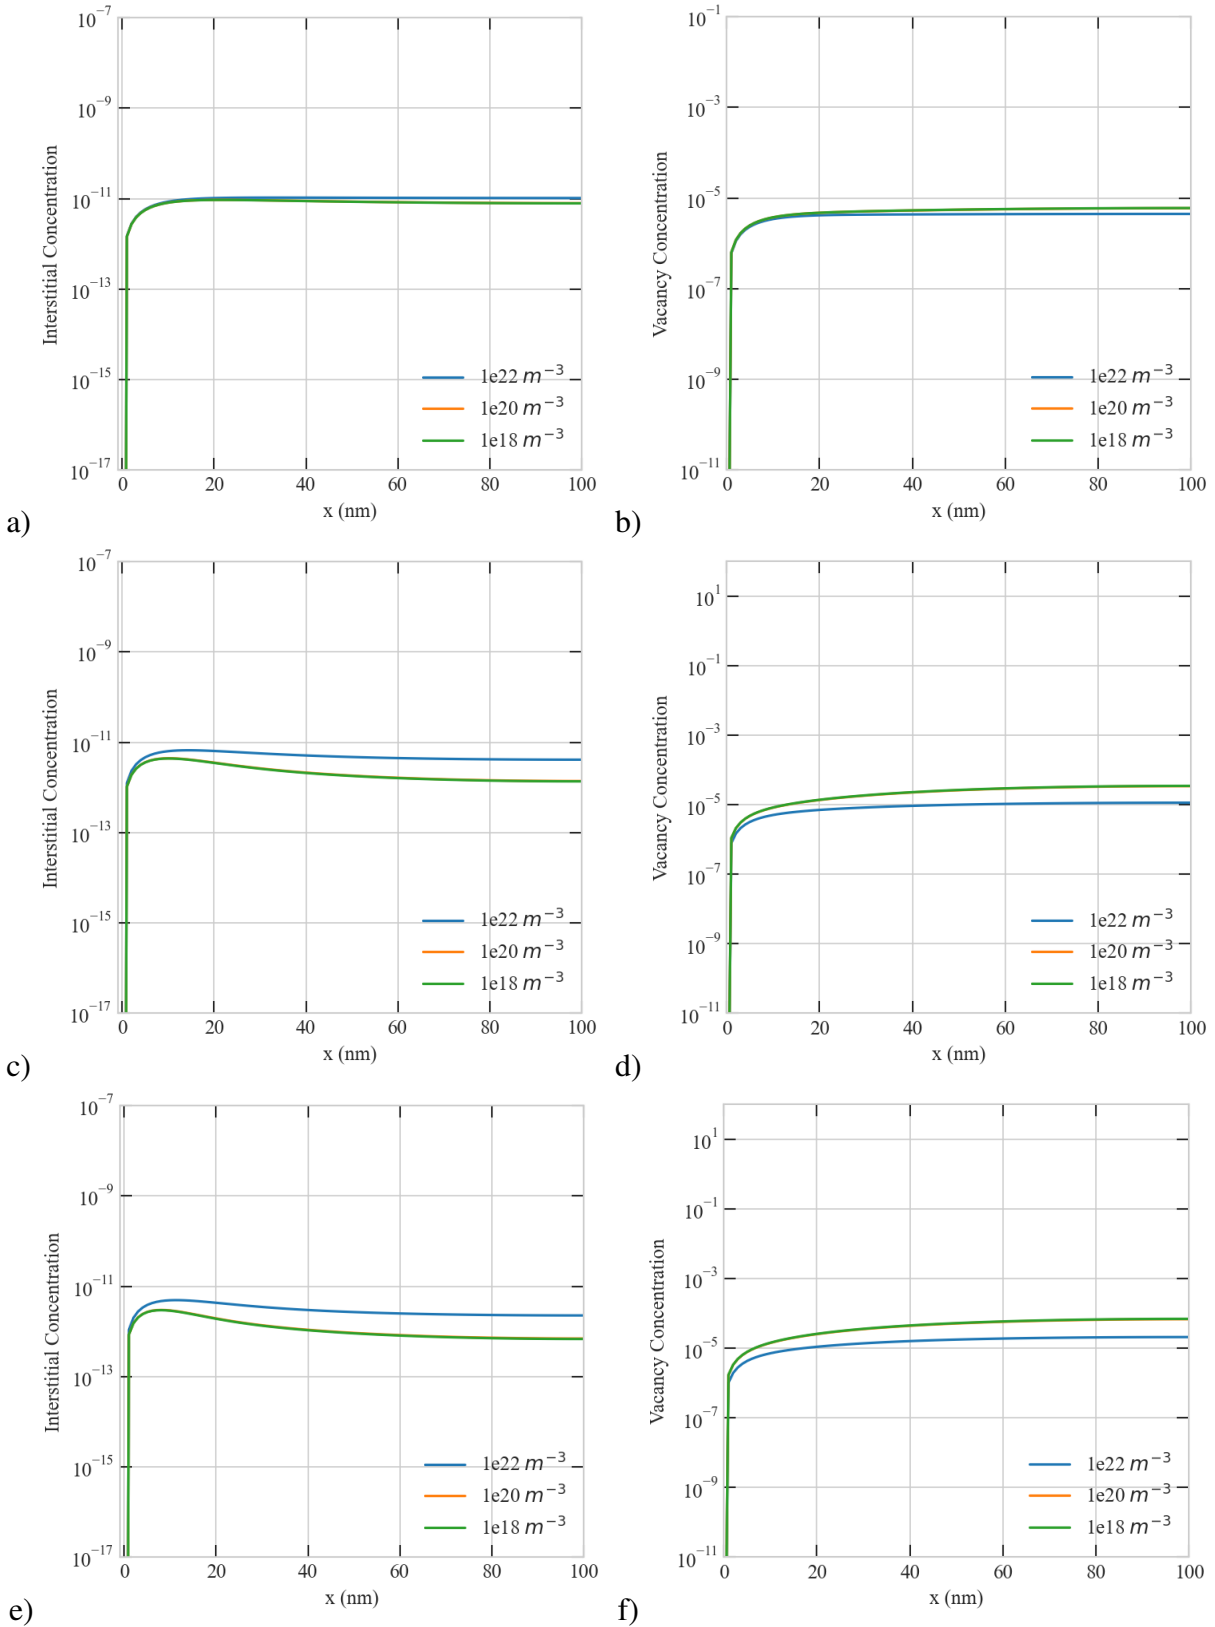 10⁻⁷
10⁻⁹
10⁻¹¹
10⁻¹³
10⁻¹⁵
10⁻¹⁷
Interstitial Concentration
1e22 m⁻³
1e20 m⁻³
1e18 m⁻³
0 20 40 60 80 100
x (nm)
a)
10⁻¹
10⁻³
10⁻⁵
10⁻⁷
10⁻⁹
10⁻¹¹
Vacancy Concentration
1e22 m⁻³
1e20 m⁻³
1e18 m⁻³
0 20 40 60 80 100
x (nm)
b)
10⁻⁷
10⁻⁹
10⁻¹¹
10⁻¹³
10⁻¹⁵
10⁻¹⁷
Interstitial Concentration
1e22 m⁻³
1e20 m⁻³
1e18 m⁻³
0 20 40 60 80 100
x (nm)
c)
10¹
10⁻¹
10⁻³
10⁻⁵
10⁻⁷
10⁻⁹
10⁻¹¹
Vacancy Concentration
1e22 m⁻³
1e20 m⁻³
1e18 m⁻³
0 20 40 60 80 100
x (nm)
d)
10⁻⁷
10⁻⁹
10⁻¹¹
10⁻¹³
10⁻¹⁵
10⁻¹⁷
Interstitial Concentration
1e22 m⁻³
1e20 m⁻³
1e18 m⁻³
0 20 40 60 80 100
x (nm)
e)
10¹
10⁻¹
10⁻³
10⁻⁵
10⁻⁷
10⁻⁹
10⁻¹¹
Vacancy Concentration
1e22 m⁻³
1e20 m⁻³
1e18 m⁻³
0 20 40 60 80 100
x (nm)
f)